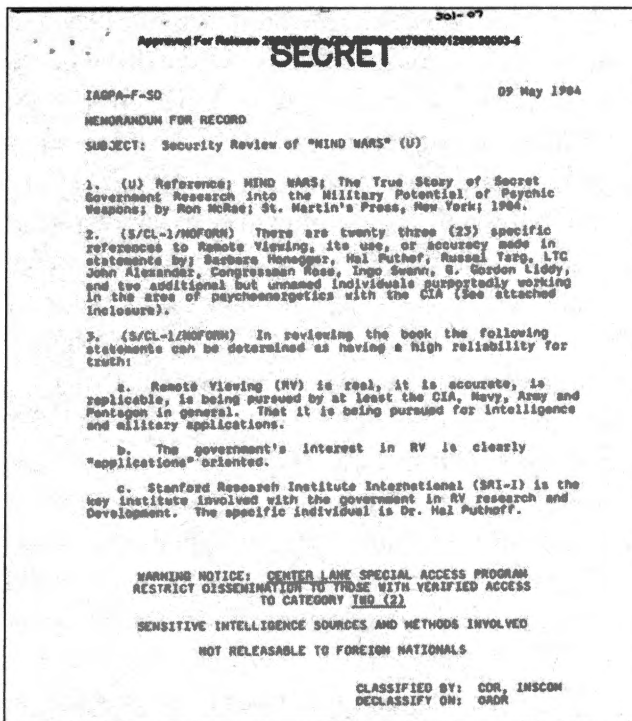 SG1-07
Approved For Release
SECRET
IAGPA-F-SD
09 May 1984
MEMORANDUM FOR RECORD
SUBJECT: Security Review of "MIND WARS" (U)
1. (U) Reference; MIND WARS; The True Story of Secret
Government Research into the Military Potential of Psychic
Weapons; by Ron McRae; St. Martin's Press, New York; 1984.
2. (S/CL-1/NOFORN) There are twenty three (23) specific
references to Remote Viewing, its use, or accuracy made in
statements by; Barbara Honegger, Hal Puthof, Russel Targ, LTC
John Alexander, Congressman Rose, Ingo Swann, G. Gordon Liddy,
and two additional but unnamed individuals purportedly working
in the area of psychoenergetics with the CIA (See attached
Inclosure).
3. (S/CL-1/NOFORN) In reviewing the book the following
statements can be determined as having a high reliability for
truth:
a. Remote Viewing (RV) is real, it is accurate, is
replicable, is being pursued by at least the CIA, Navy, Army and
Pentagon in general. That it is being pursued for intelligence
and military applications.
b. The government's interest in RV is clearly
"applications" oriented.
c. Stanford Research Institute International (SRI-I) is the
key institute involved with the government in RV research and
Development. The specific individual is Dr. Hal Puthoff.
WARNING NOTICE: CENTER LANE SPECIAL ACCESS PROGRAM
RESTRICT DISSEMINATION TO THOSE WITH VERIFIED ACCESS
TO CATEGORY TWO (2)
SENSITIVE INTELLIGENCE SOURCES AND METHODS INVOLVED
NOT RELEASABLE TO FOREIGN NATIONALS
CLASSIFIED BY: CDR, INSCOM
DECLASSIFY ON: OADR